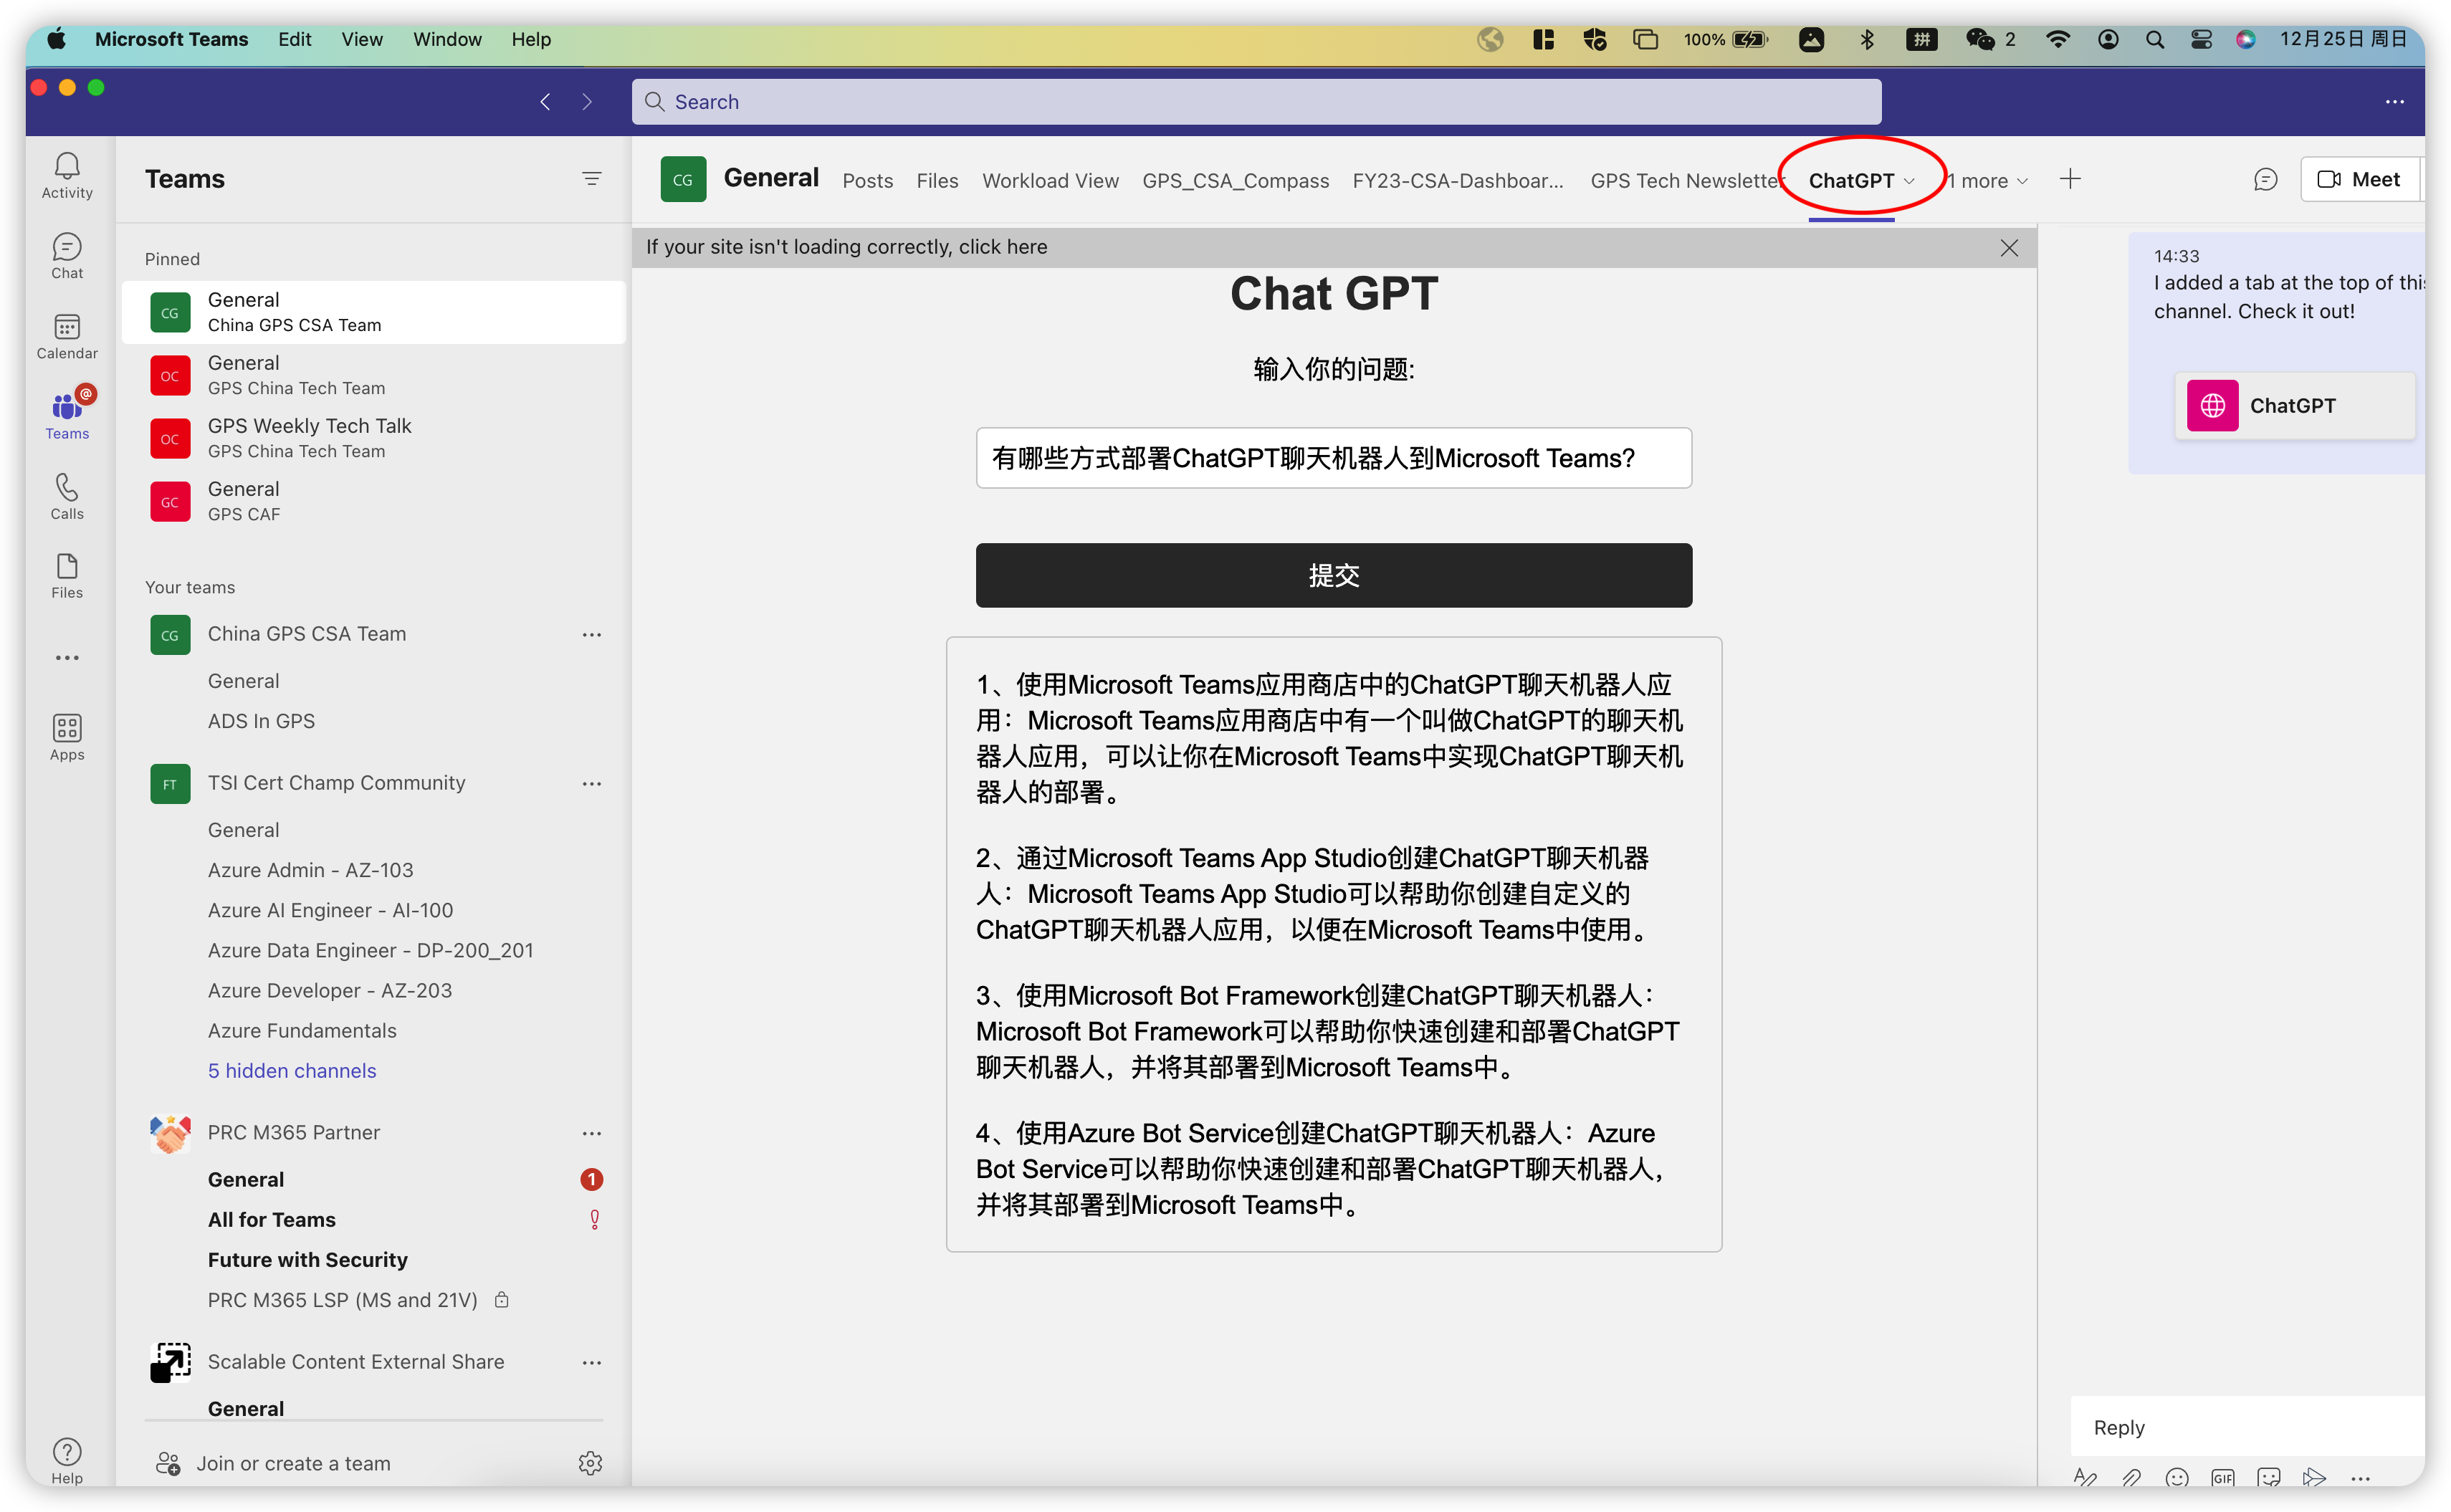 Microsoft Teams Edit View Window Help 100% 拼 2 12月25日 周日
Search
Activity
Chat
Calendar
@
Teams
Calls
Files
Apps
Help
Teams
Pinned
CG General
China GPS CSA Team
OC General
GPS China Tech Team
OC GPS Weekly Tech Talk
GPS China Tech Team
GC General
GPS CAF
Your teams
CG China GPS CSA Team
General
ADS In GPS
FT TSI Cert Champ Community
General
Azure Admin - AZ-103
Azure AI Engineer - AI-100
Azure Data Engineer - DP-200_201
Azure Developer - AZ-203
Azure Fundamentals
5 hidden channels
PRC M365 Partner
General 1
All for Teams
Future with Security
PRC M365 LSP (MS and 21V)
Scalable Content External Share
General
Join or create a team
CG General Posts Files Workload View GPS_CSA_Compass FY23-CSA-Dashboar... GPS Tech Newsletter ChatGPT 1 more Meet
If your site isn't loading correctly, click here
Chat GPT
输入你的问题:
有哪些方式部署ChatGPT聊天机器人到Microsoft Teams?
提交
1、使用Microsoft Teams应用商店中的ChatGPT聊天机器人应
用：Microsoft Teams应用商店中有一个叫做ChatGPT的聊天机
器人应用，可以让你在Microsoft Teams中实现ChatGPT聊天机
器人的部署。
2、通过Microsoft Teams App Studio创建ChatGPT聊天机器
人：Microsoft Teams App Studio可以帮助你创建自定义的
ChatGPT聊天机器人应用，以便在Microsoft Teams中使用。
3、使用Microsoft Bot Framework创建ChatGPT聊天机器人：
Microsoft Bot Framework可以帮助你快速创建和部署ChatGPT
聊天机器人，并将其部署到Microsoft Teams中。
4、使用Azure Bot Service创建ChatGPT聊天机器人：Azure
Bot Service可以帮助你快速创建和部署ChatGPT聊天机器人，
并将其部署到Microsoft Teams中。
14:33
I added a tab at the top of this
channel. Check it out!
ChatGPT
Reply
GIF